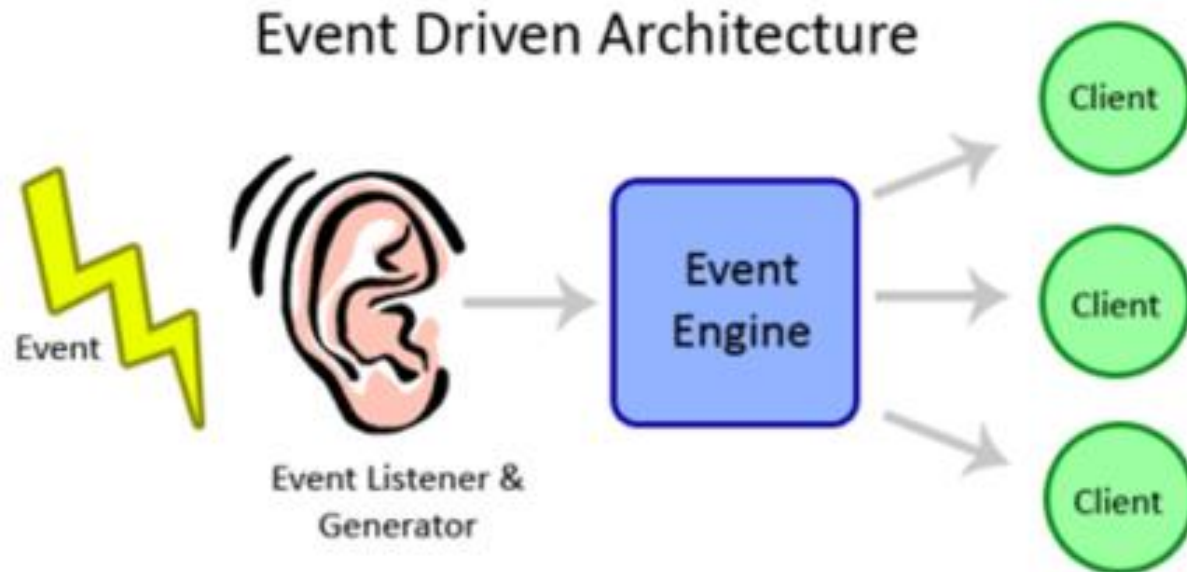 Event Driven Architecture
Client
Event
Event Listener &
Generator
Event
Engine
Client
Client